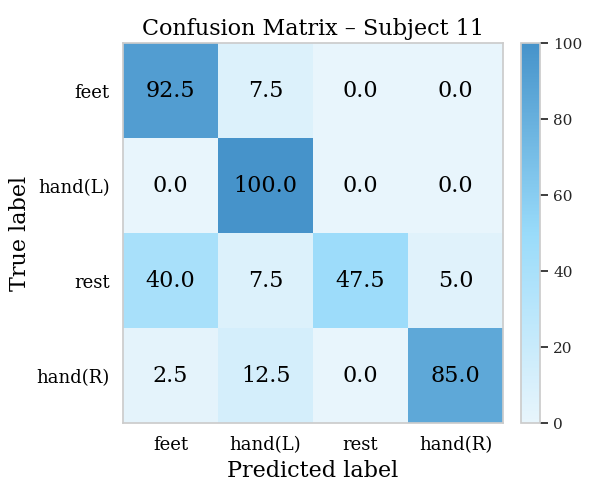 Confusion Matrix – Subject 11
True label
feet 92.5 7.5 0.0 0.0
hand(L) 0.0 100.0 0.0 0.0
rest 40.0 7.5 47.5 5.0
hand(R) 2.5 12.5 0.0 85.0
feet hand(L) rest hand(R)
Predicted label
100
80
60
40
20
0